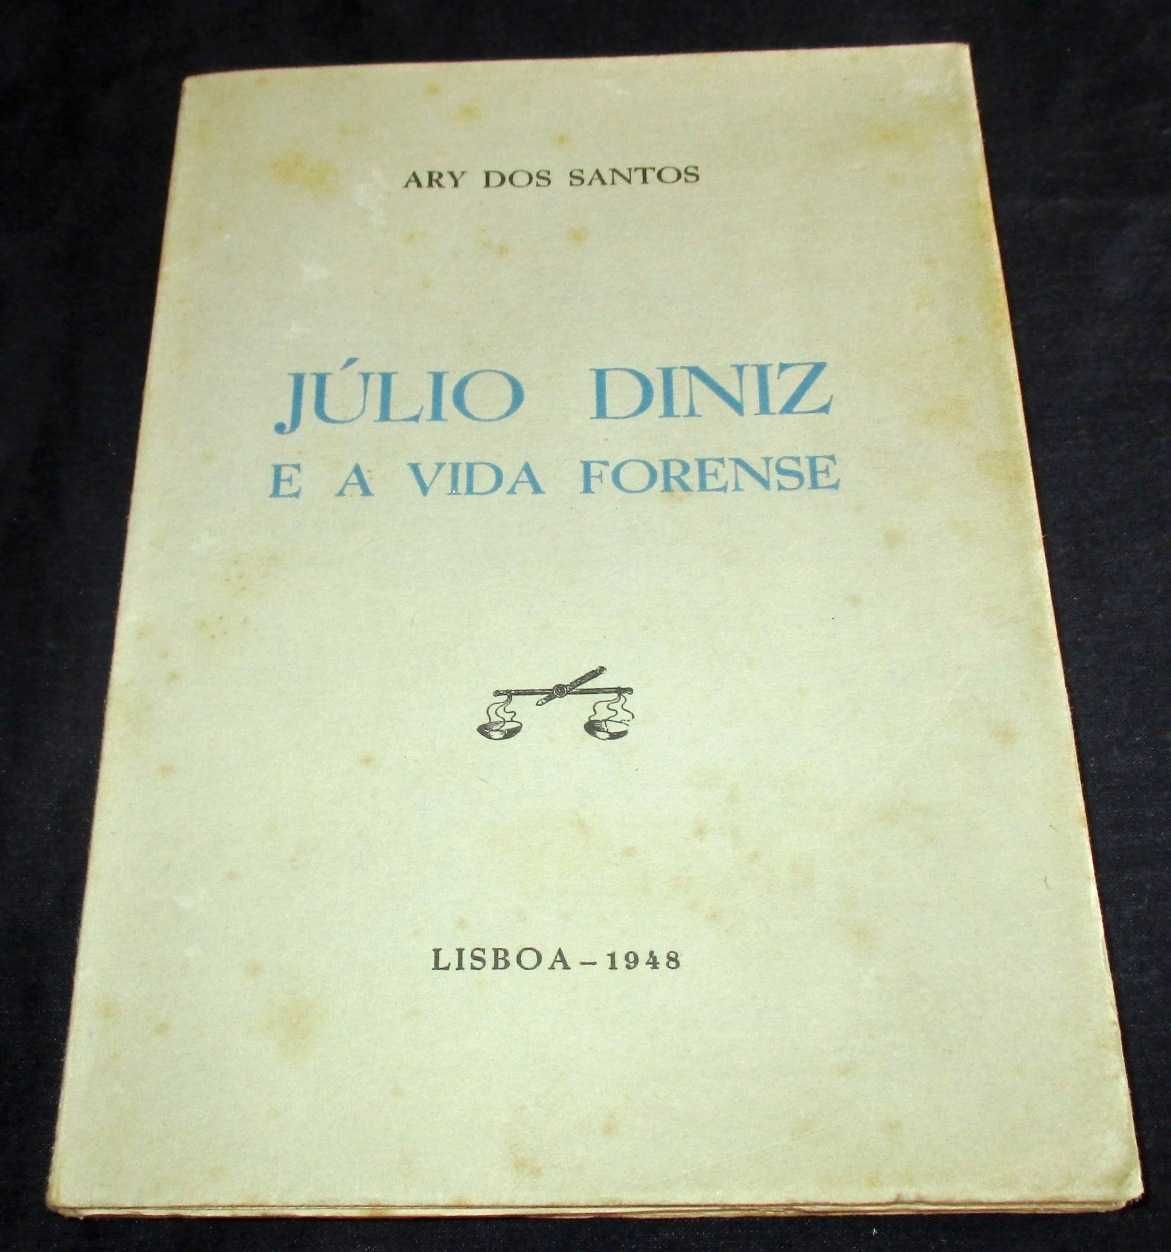 ARY DOS SANTOS
JÚLIO DINIZ
E A VIDA FORENSE
LISBOA – 1948